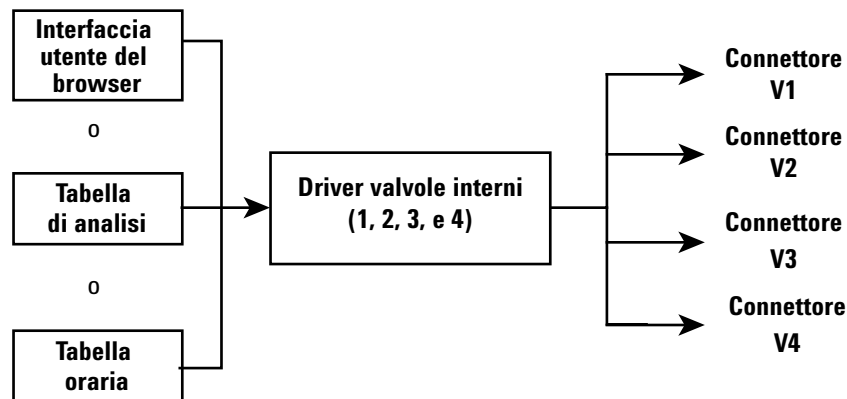 Interfaccia
utente del
browser
o
Tabella
di analisi
o
Tabella
oraria
Driver valvole interni
(1, 2, 3, e 4)
Connettore
V1
Connettore
V2
Connettore
V3
Connettore
V4